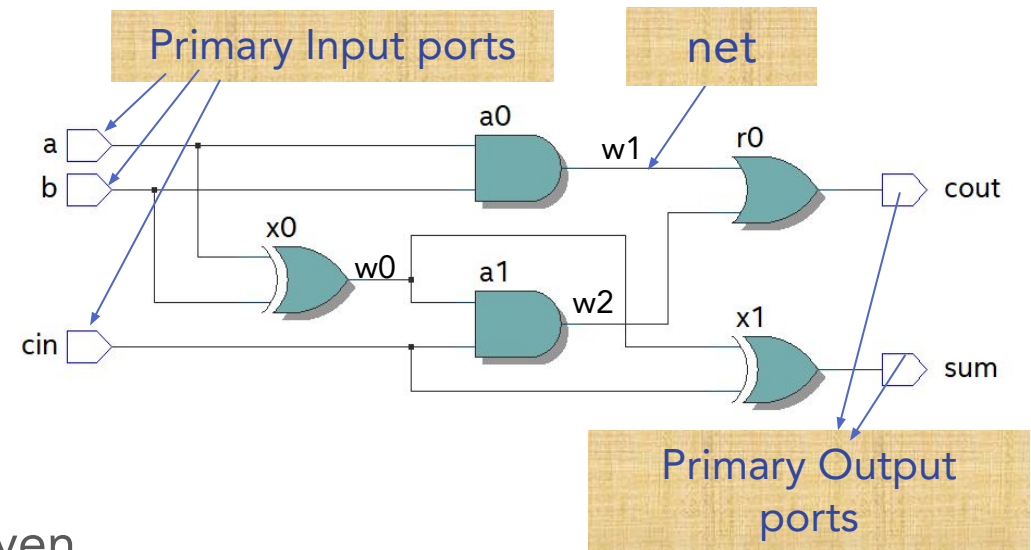 Primary Input ports
net
a
b
cin
a0
w1
r0
cout
x0
w0
a1
w2
x1
sum
Primary Output
ports